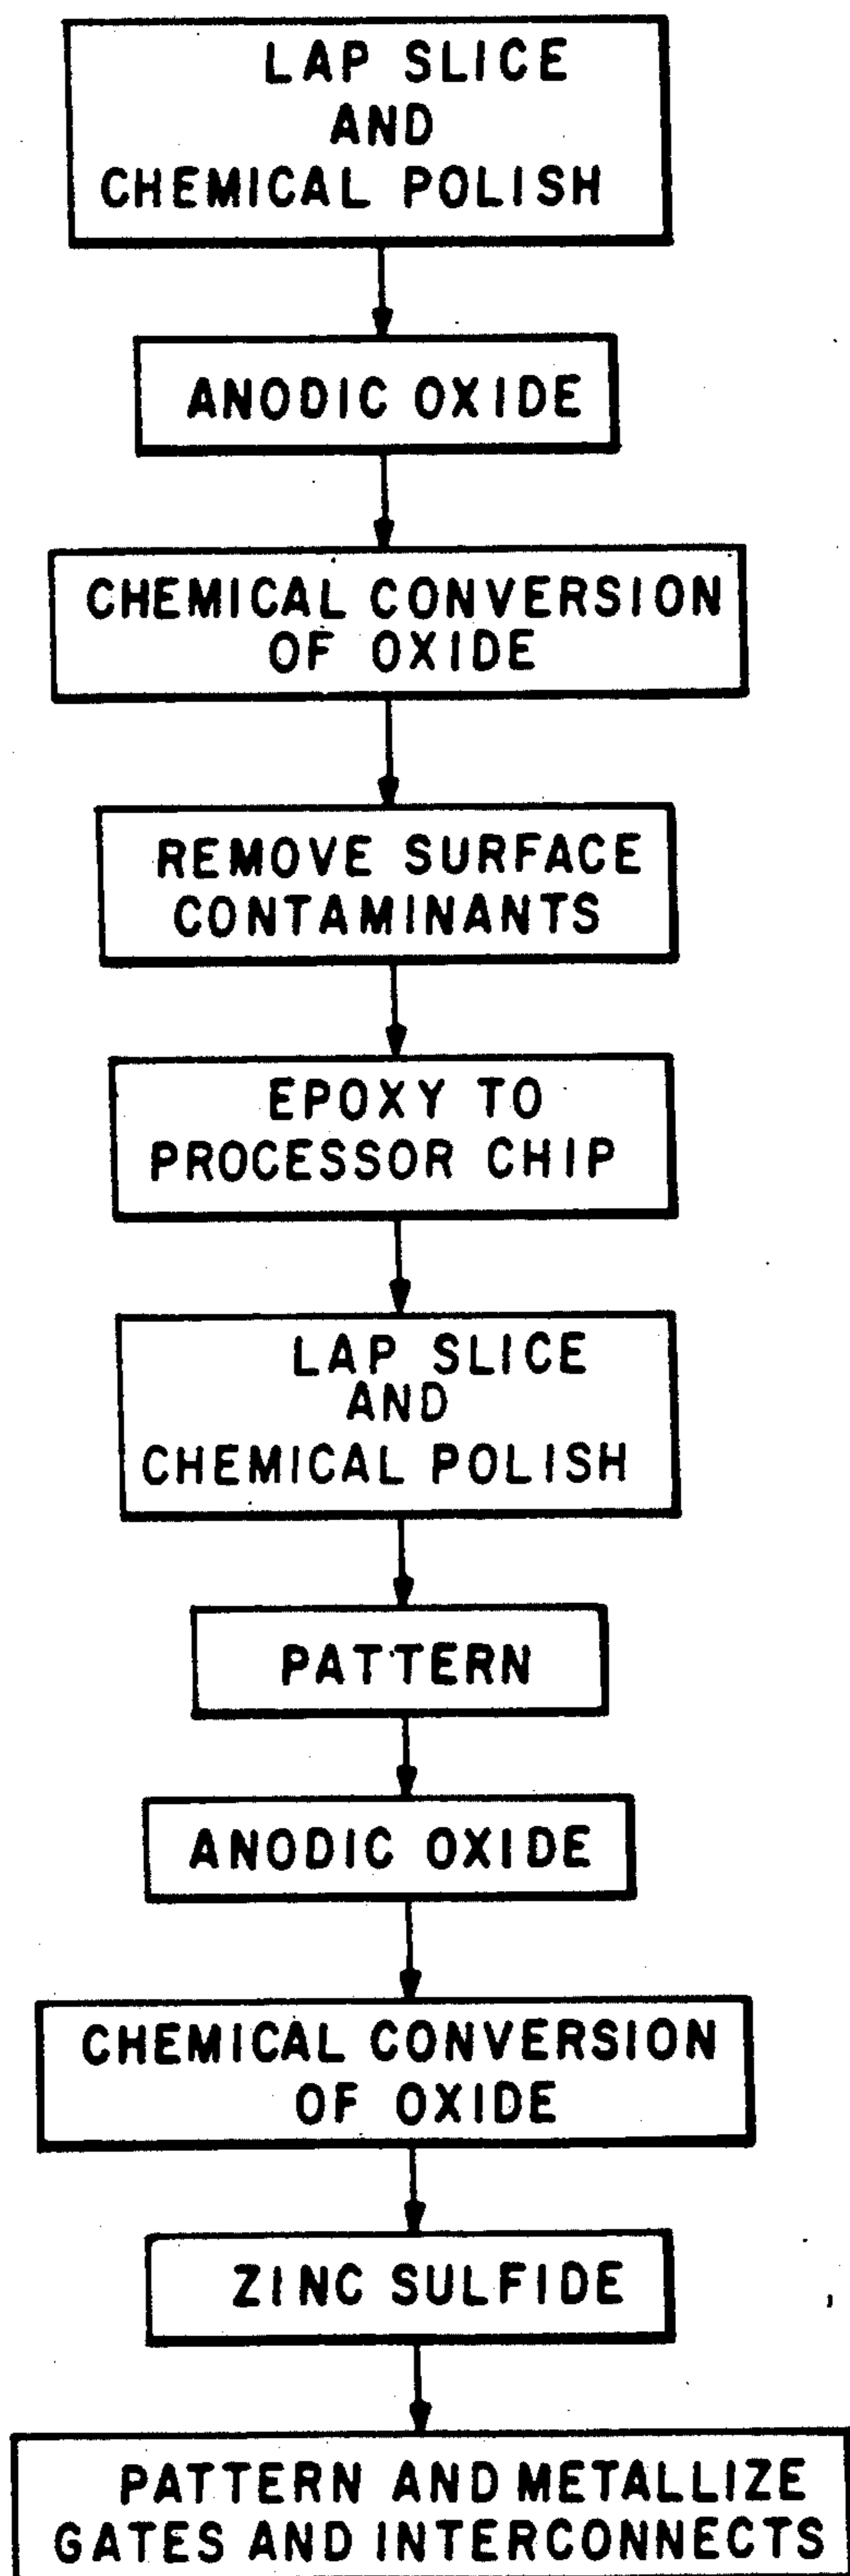 LAP SLICE
AND
CHEMICAL POLISH
ANODIC OXIDE
CHEMICAL CONVERSION
OF OXIDE
REMOVE SURFACE
CONTAMINANTS
EPOXY TO
PROCESSOR CHIP
LAP SLICE
AND
CHEMICAL POLISH
PATTERN
ANODIC OXIDE
CHEMICAL CONVERSION
OF OXIDE
ZINC SULFIDE
PATTERN AND METALLIZE
GATES AND INTERCONNECTS